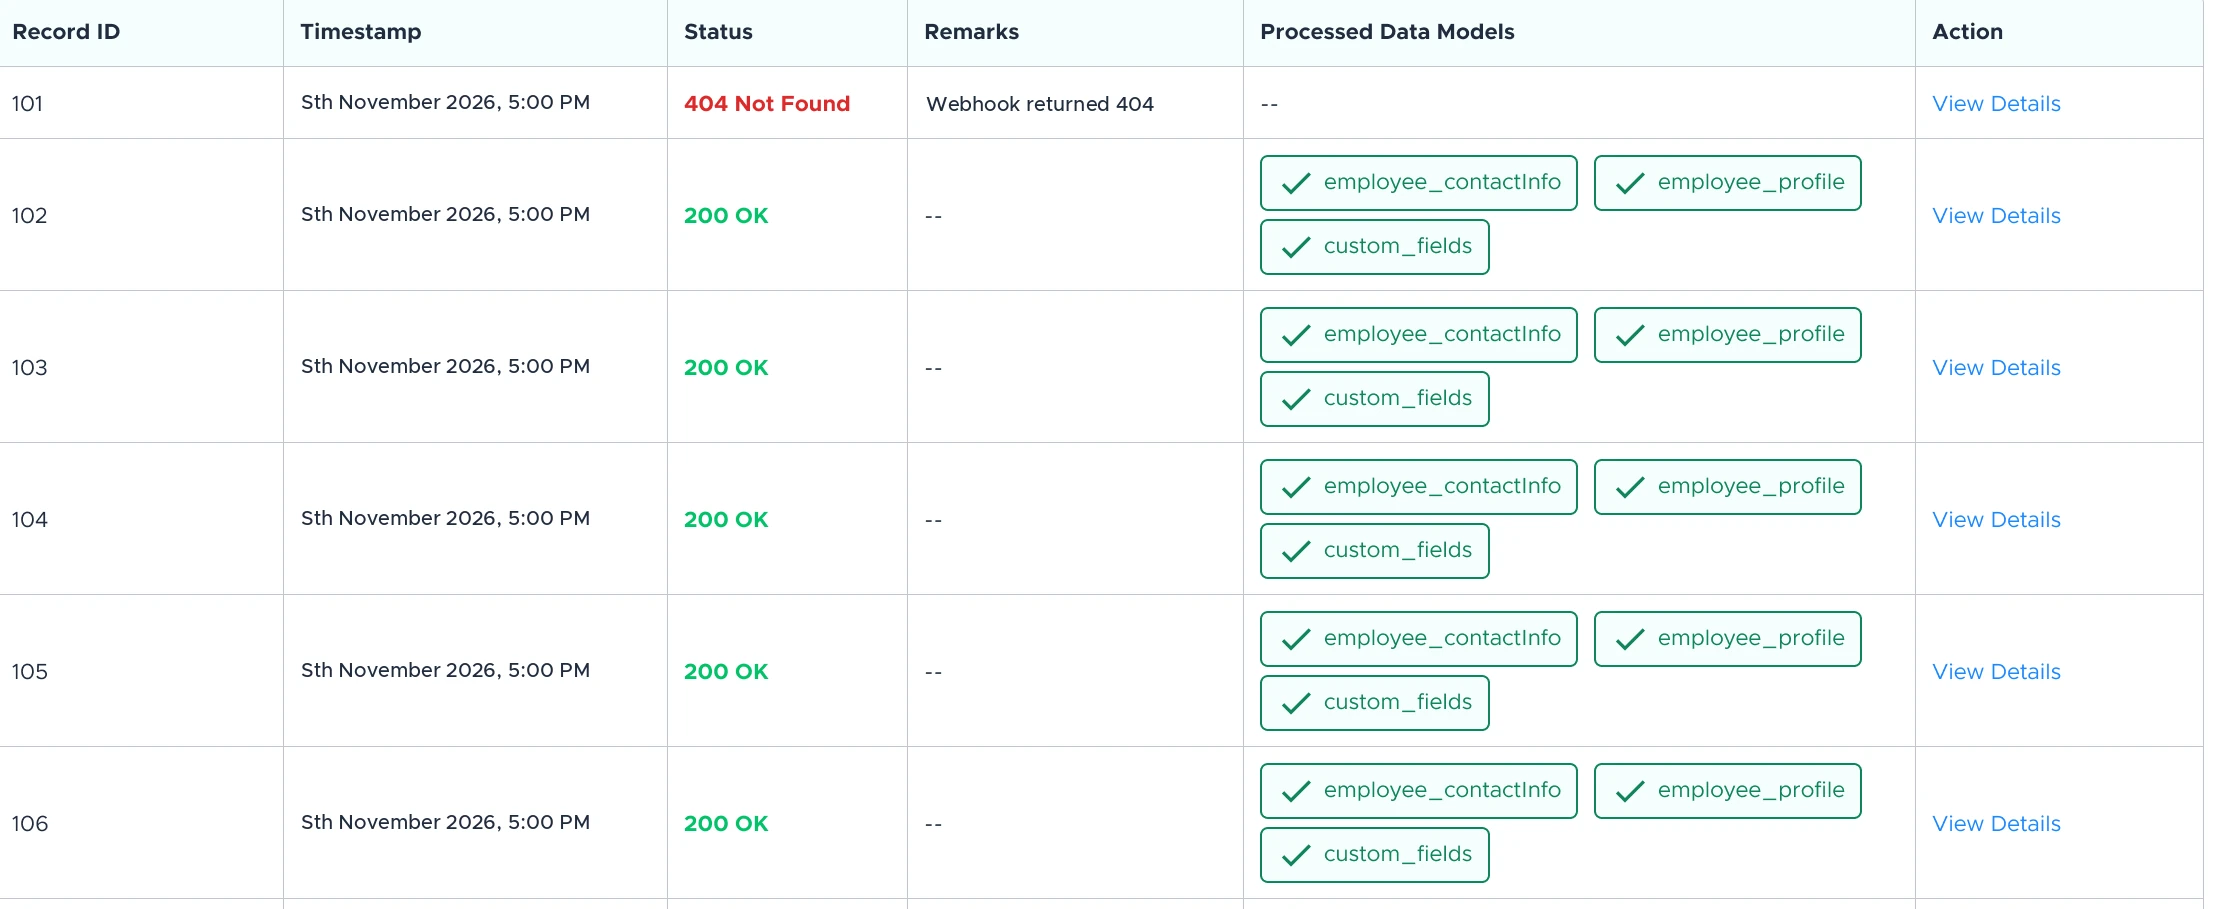 Record ID Timestamp Status Remarks Processed Data Models Action
101 Sth November 2026, 5:00 PM 404 Not Found Webhook returned 404 -- View Details
employee_contactInfo employee_profile
102 Sth November 2026, 5:00 PM 200 OK -- View Details
custom_fields
employee_contactInfo employee_profile
103 Sth November 2026, 5:00 PM 200 OK -- View Details
custom_fields
employee_contactInfo employee_profile
104 Sth November 2026, 5:00 PM 200 OK -- View Details
custom_fields
employee_contactInfo employee_profile
105 Sth November 2026, 5:00 PM 200 OK -- View Details
custom_fields
employee_contactInfo employee_profile
106 Sth November 2026, 5:00 PM 200 OK -- View Details
custom_fields